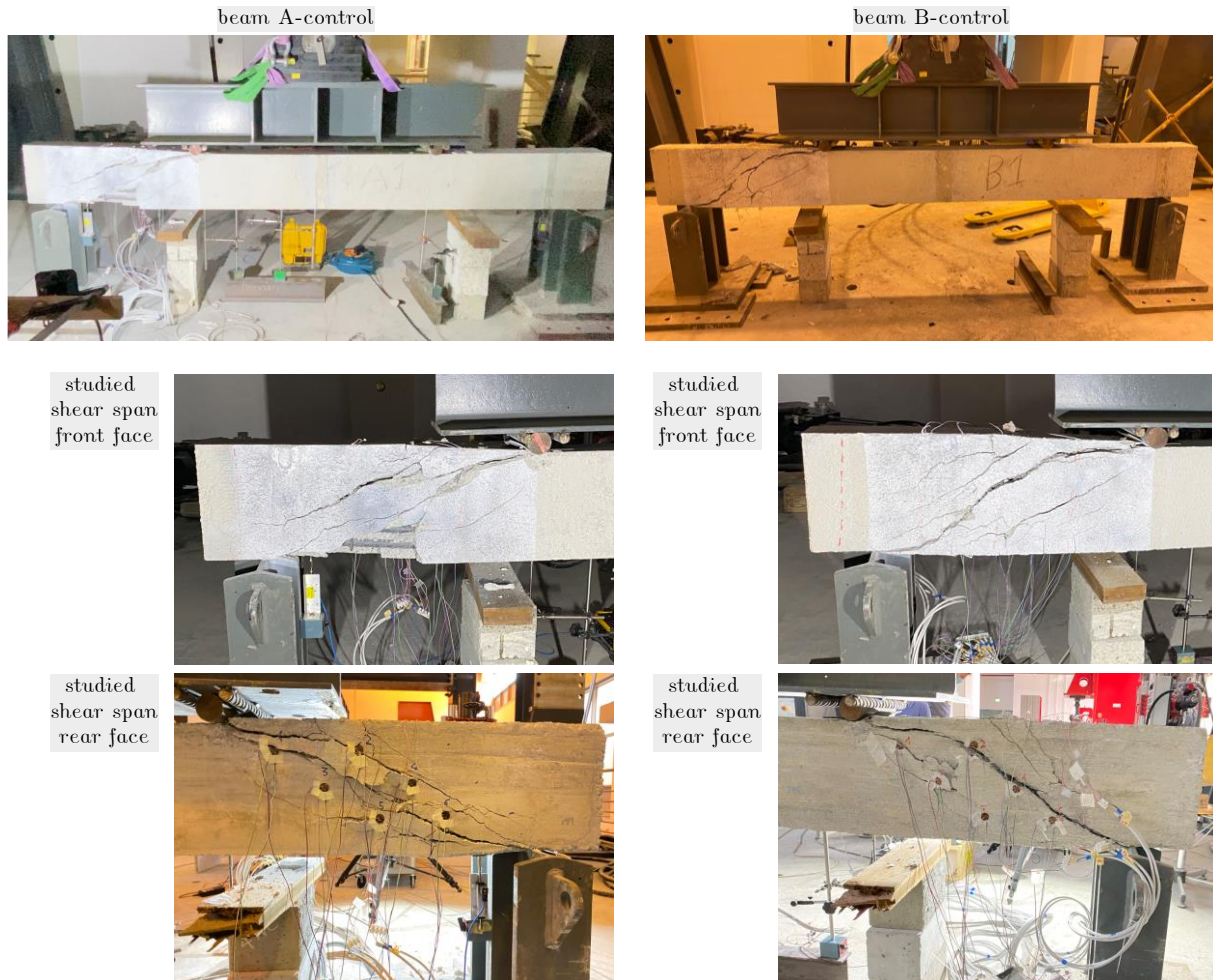 beam A-control
beam B-control
A1
B1
studied
shear span
front face
studied
shear span
front face
studied
shear span
rear face
studied
shear span
rear face